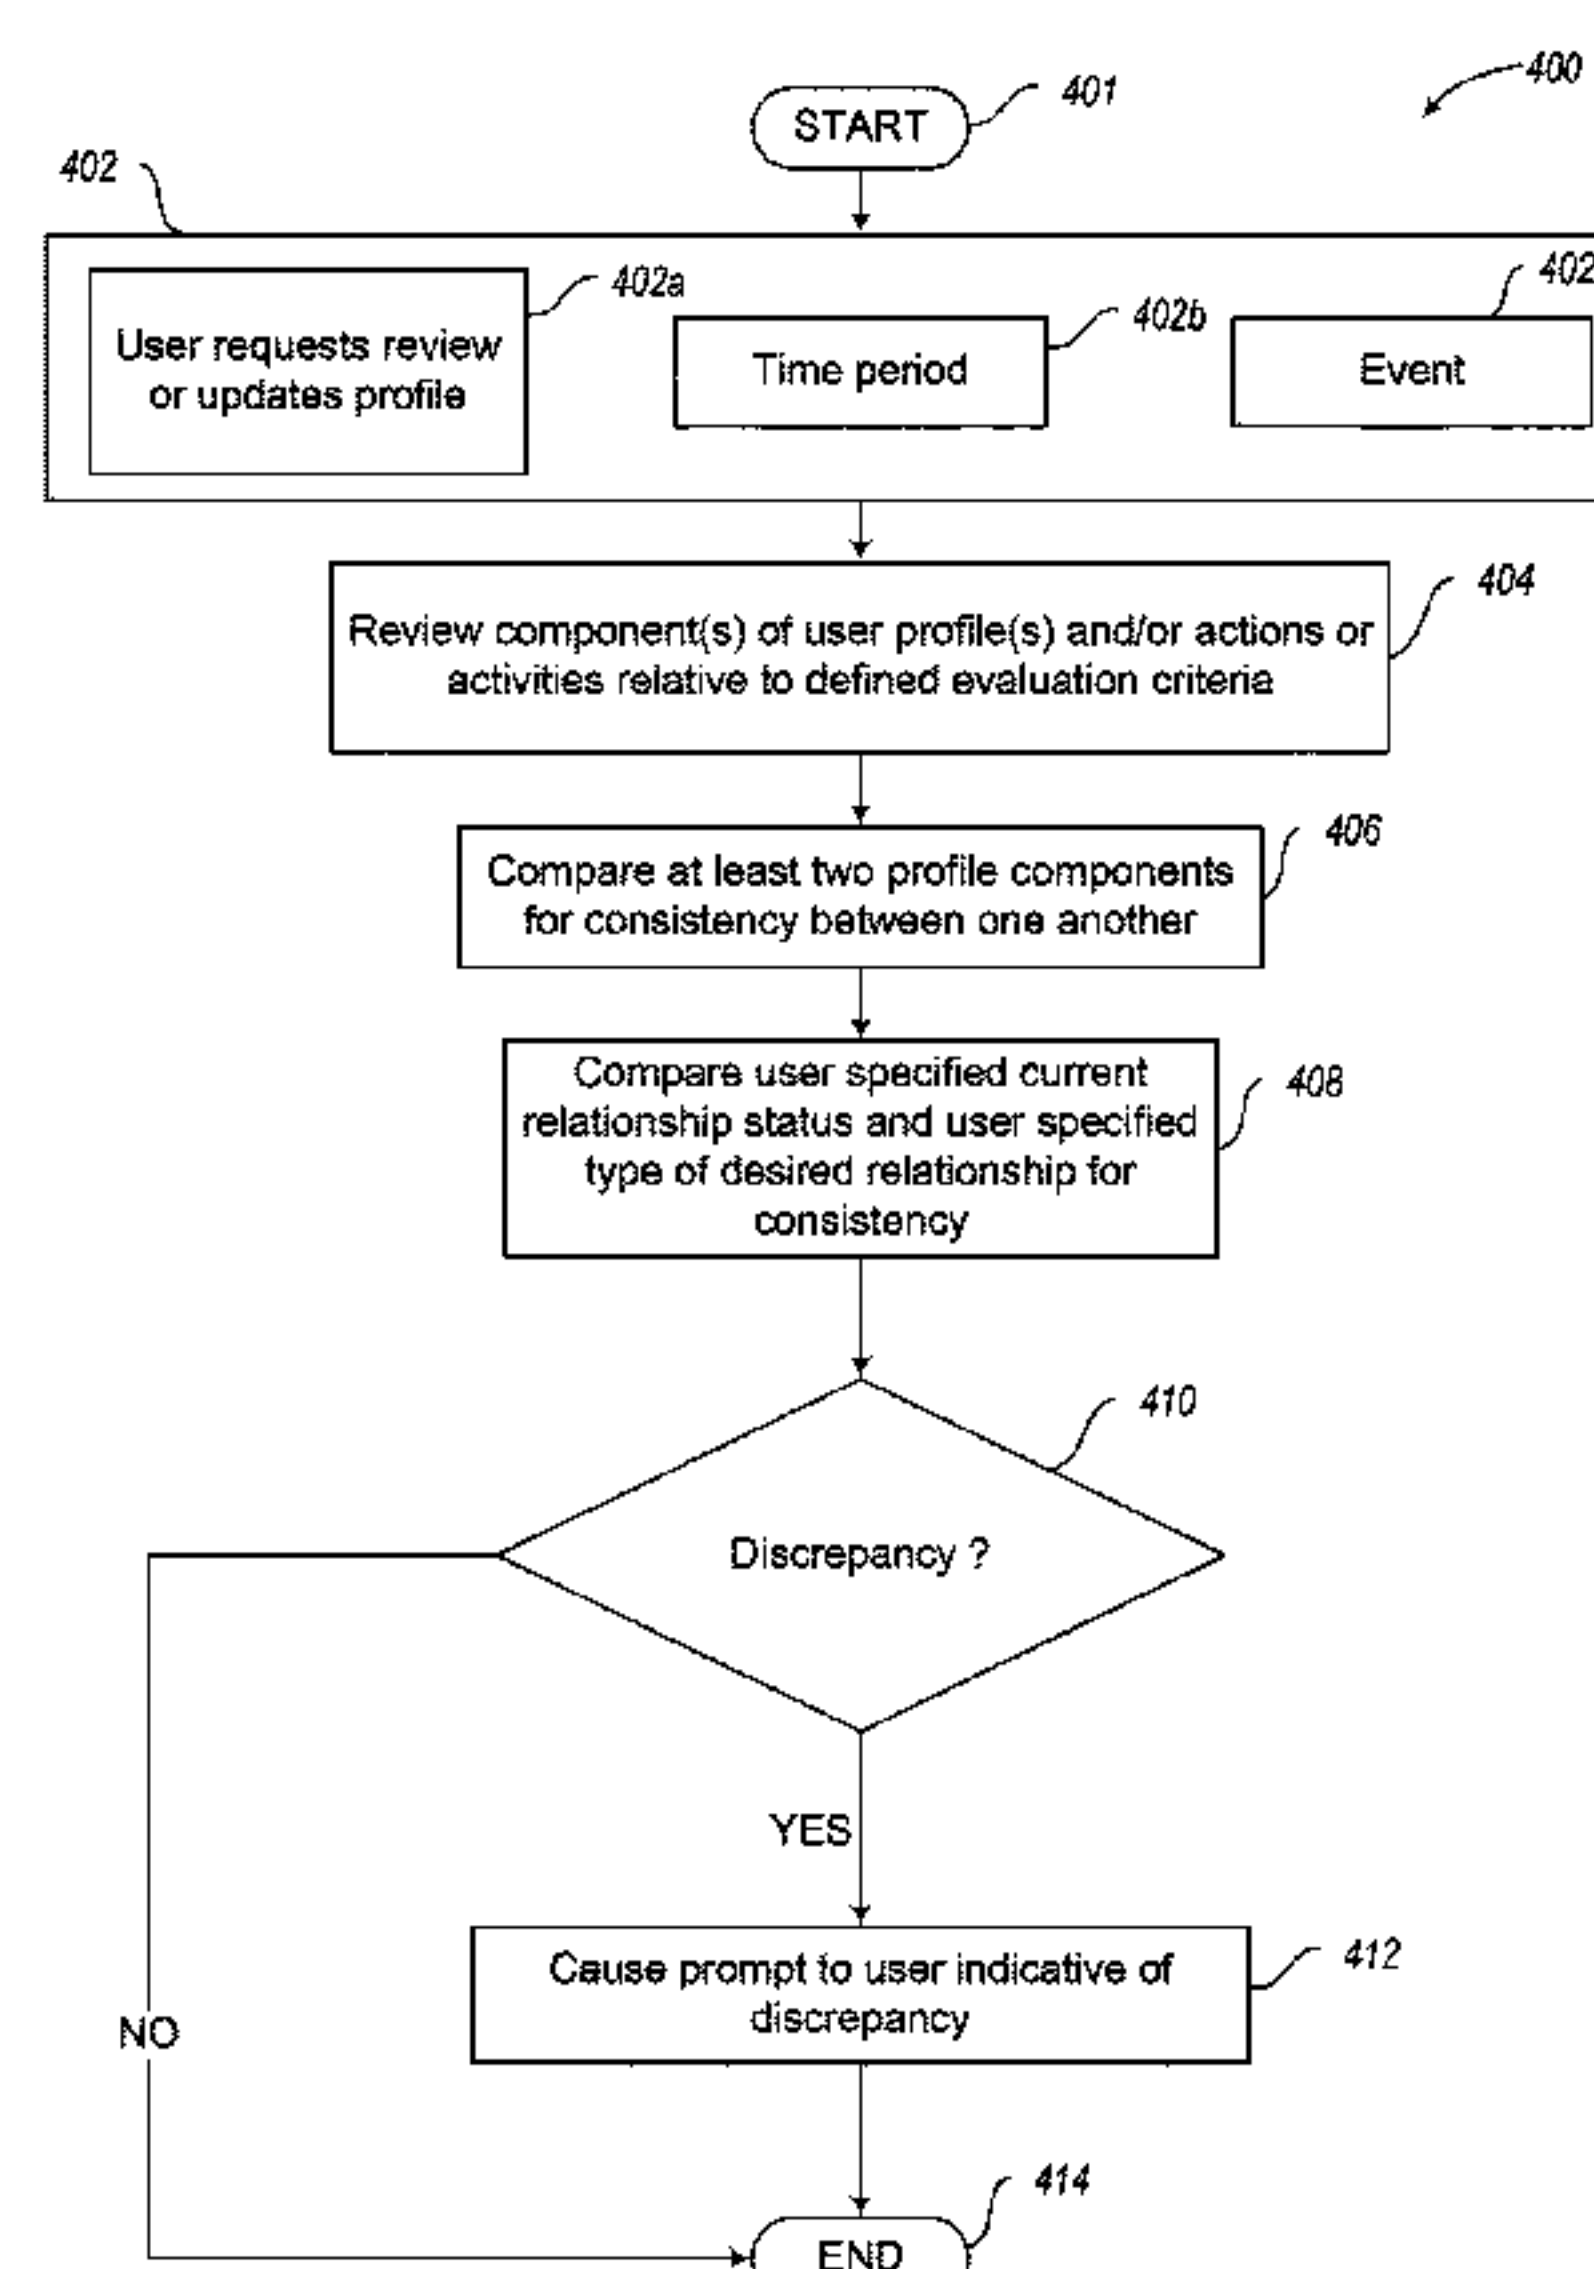 400
START
401
402
402a
User requests review
or updates profile
402b
Time period
402
Event
404
Review component(s) of user profile(s) and/or actions or
activities relative to defined evaluation criteria
406
Compare at least two profile components
for consistency between one another
408
Compare user specified current
relationship status and user specified
type of desired relationship for
consistency
410
Discrepancy ?
YES
412
Cause prompt to user indicative of
discrepancy
NO
414
END